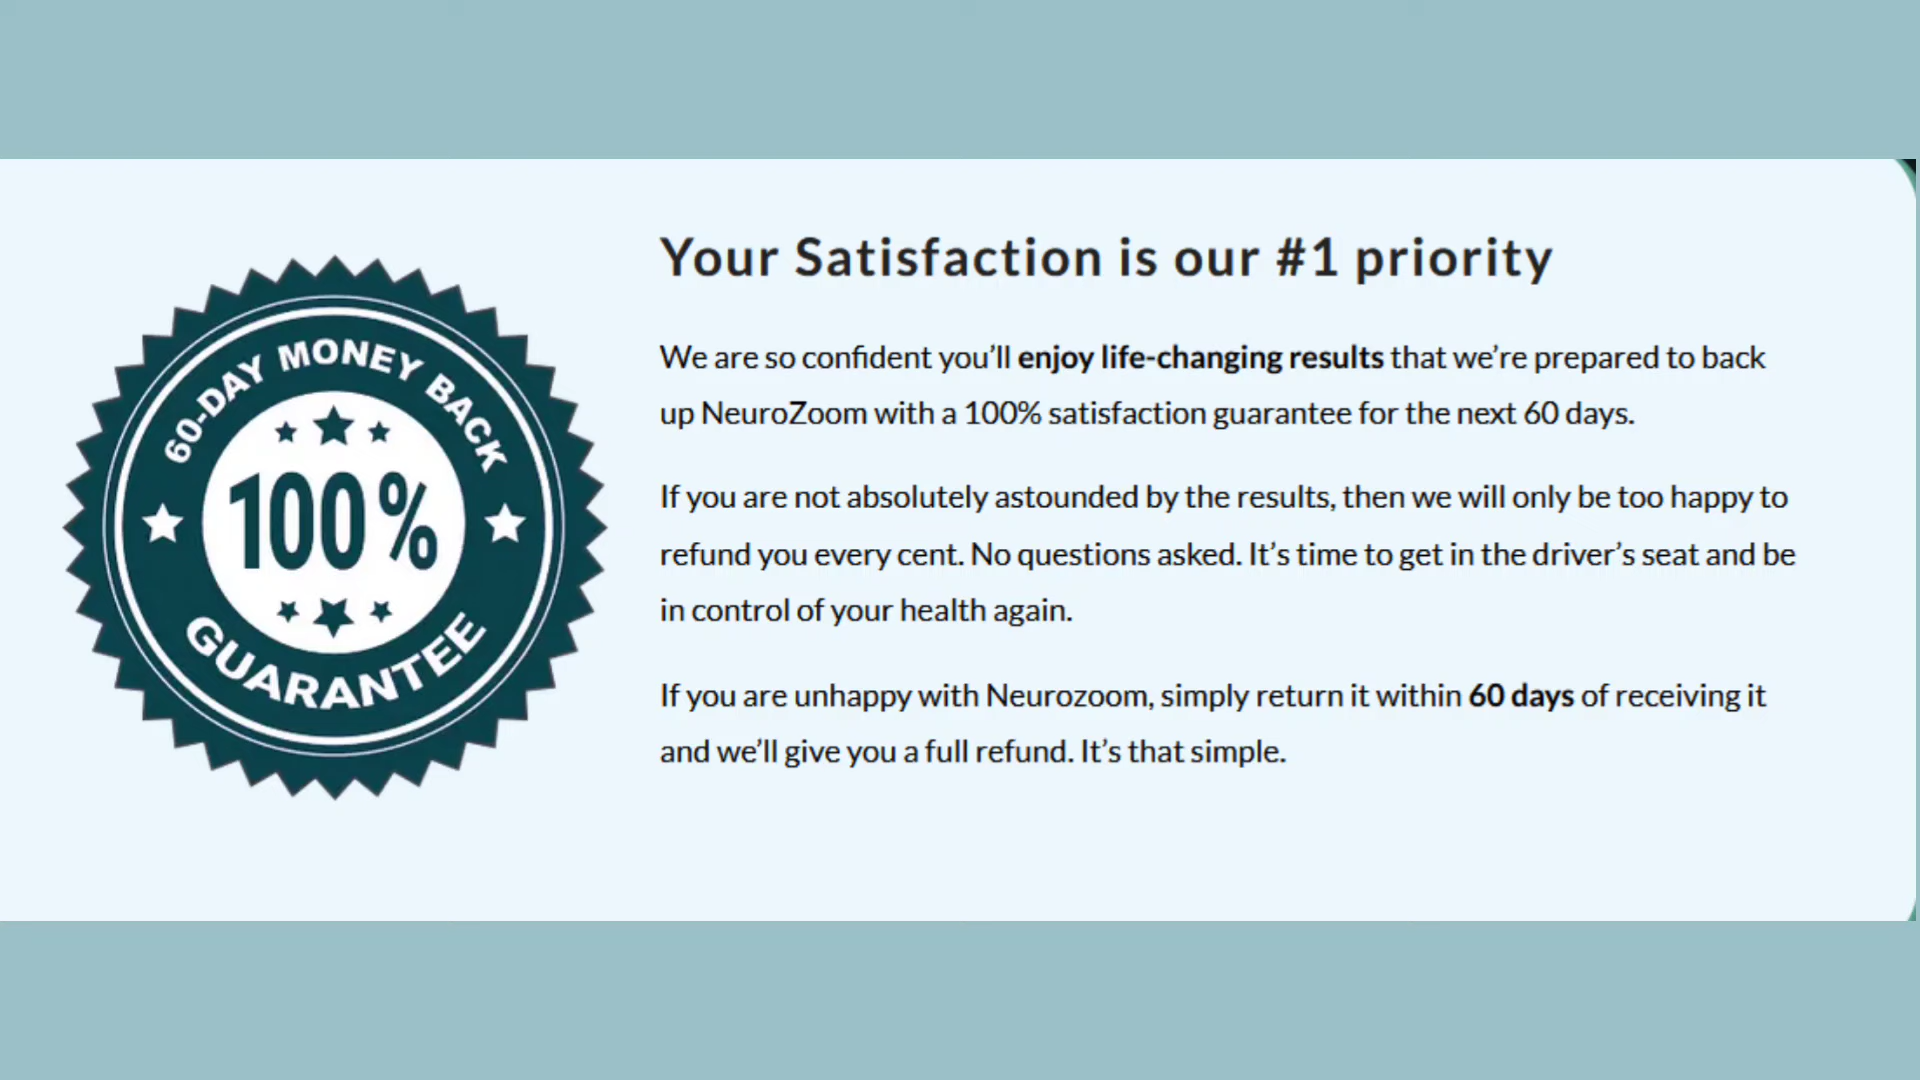 60-DAY MONEY BACK
100%
GUARANTEE
Your Satisfaction is our #1 priority
We are so confident you’ll enjoy life-changing results that we’re prepared to back
up NeuroZoom with a 100% satisfaction guarantee for the next 60 days.
If you are not absolutely astounded by the results, then we will only be too happy to
refund you every cent. No questions asked. It’s time to get in the driver’s seat and be
in control of your health again.
If you are unhappy with Neurozoom, simply return it within 60 days of receiving it
and we’ll give you a full refund. It’s that simple.